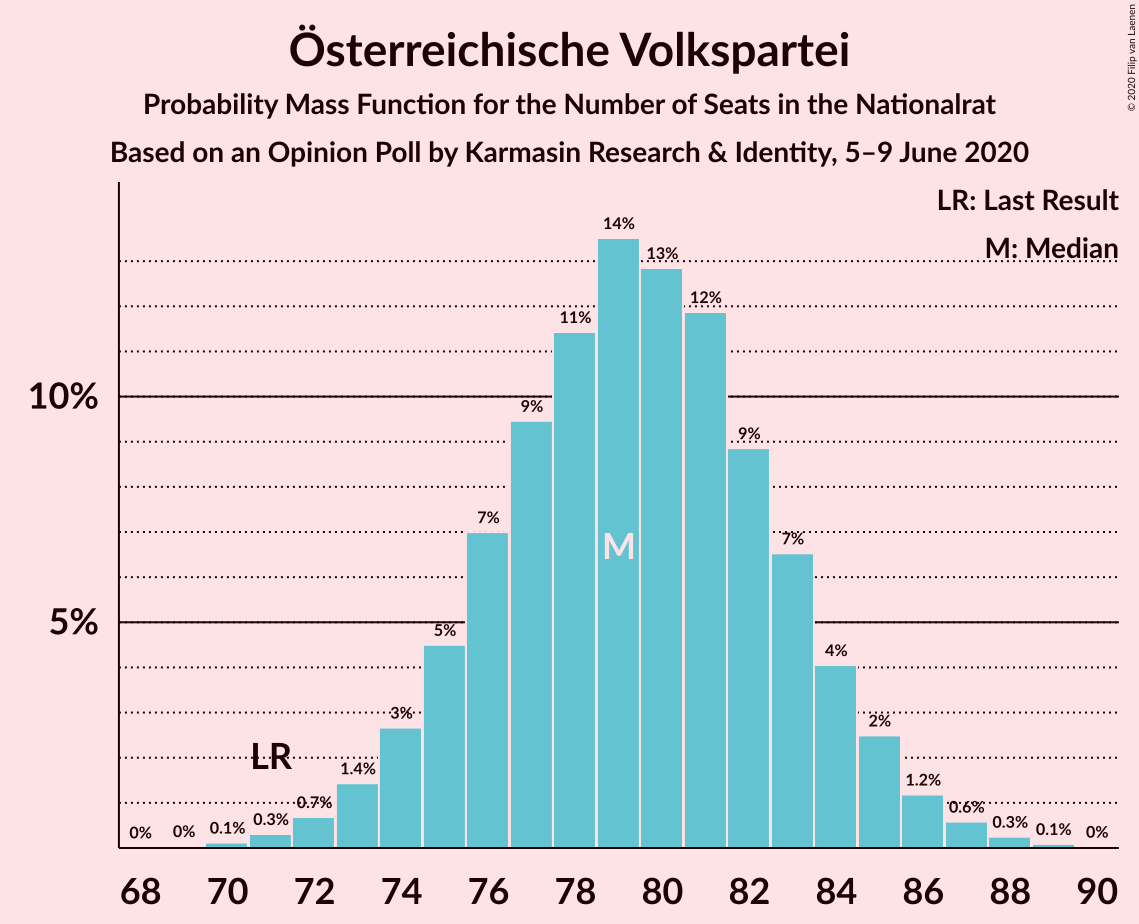 Österreichische Volkspartei
Probability Mass Function for the Number of Seats in the Nationalrat
Based on an Opinion Poll by Karmasin Research & Identity, 5–9 June 2020
© 2020 Filip van Laenen
LR: Last Result
M: Median
10%
5%
0%
0%
0.1%
0.3%
0.7%
1.4%
3%
5%
7%
9%
11%
14%
13%
12%
9%
7%
4%
2%
1.2%
0.6%
0.3%
0.1%
0%
LR
M
68 70 72 74 76 78 80 82 84 86 88 90